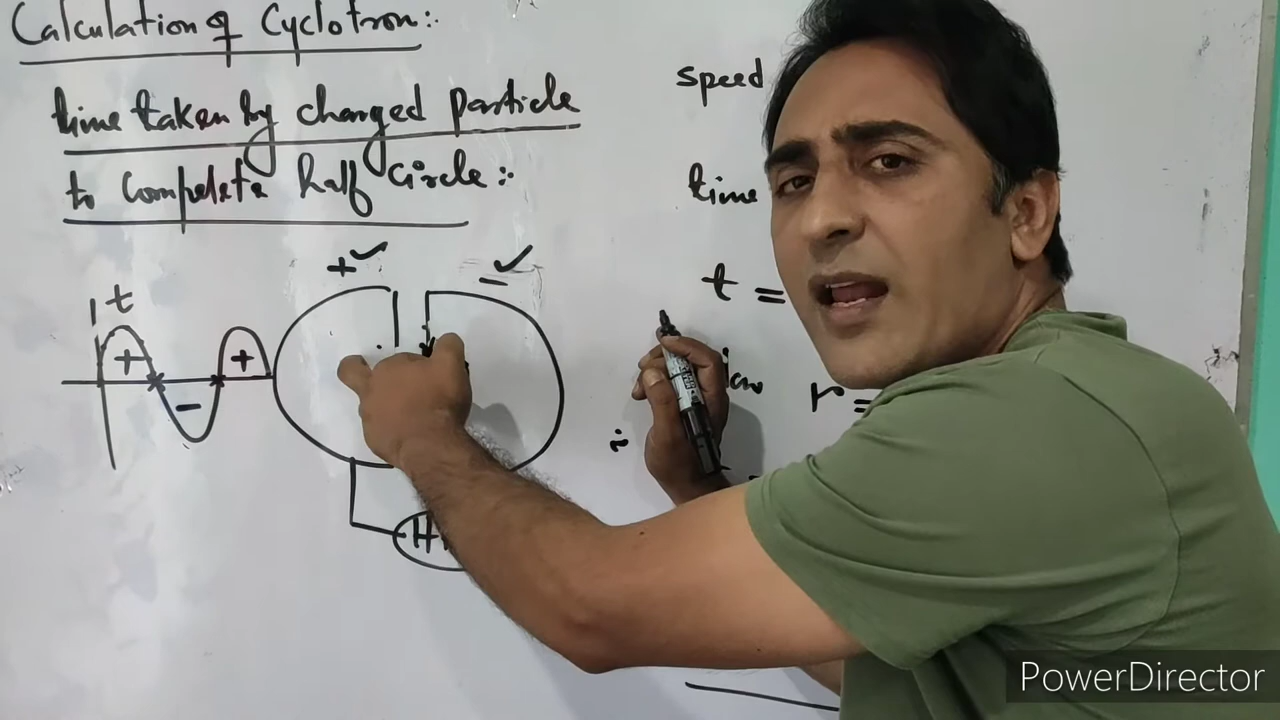 Calculation of Cyclotron:-
time taken by charged particle
to Complete half Circle:-
speed
time
t =
r =
t
+ -
+ - +
PowerDirector